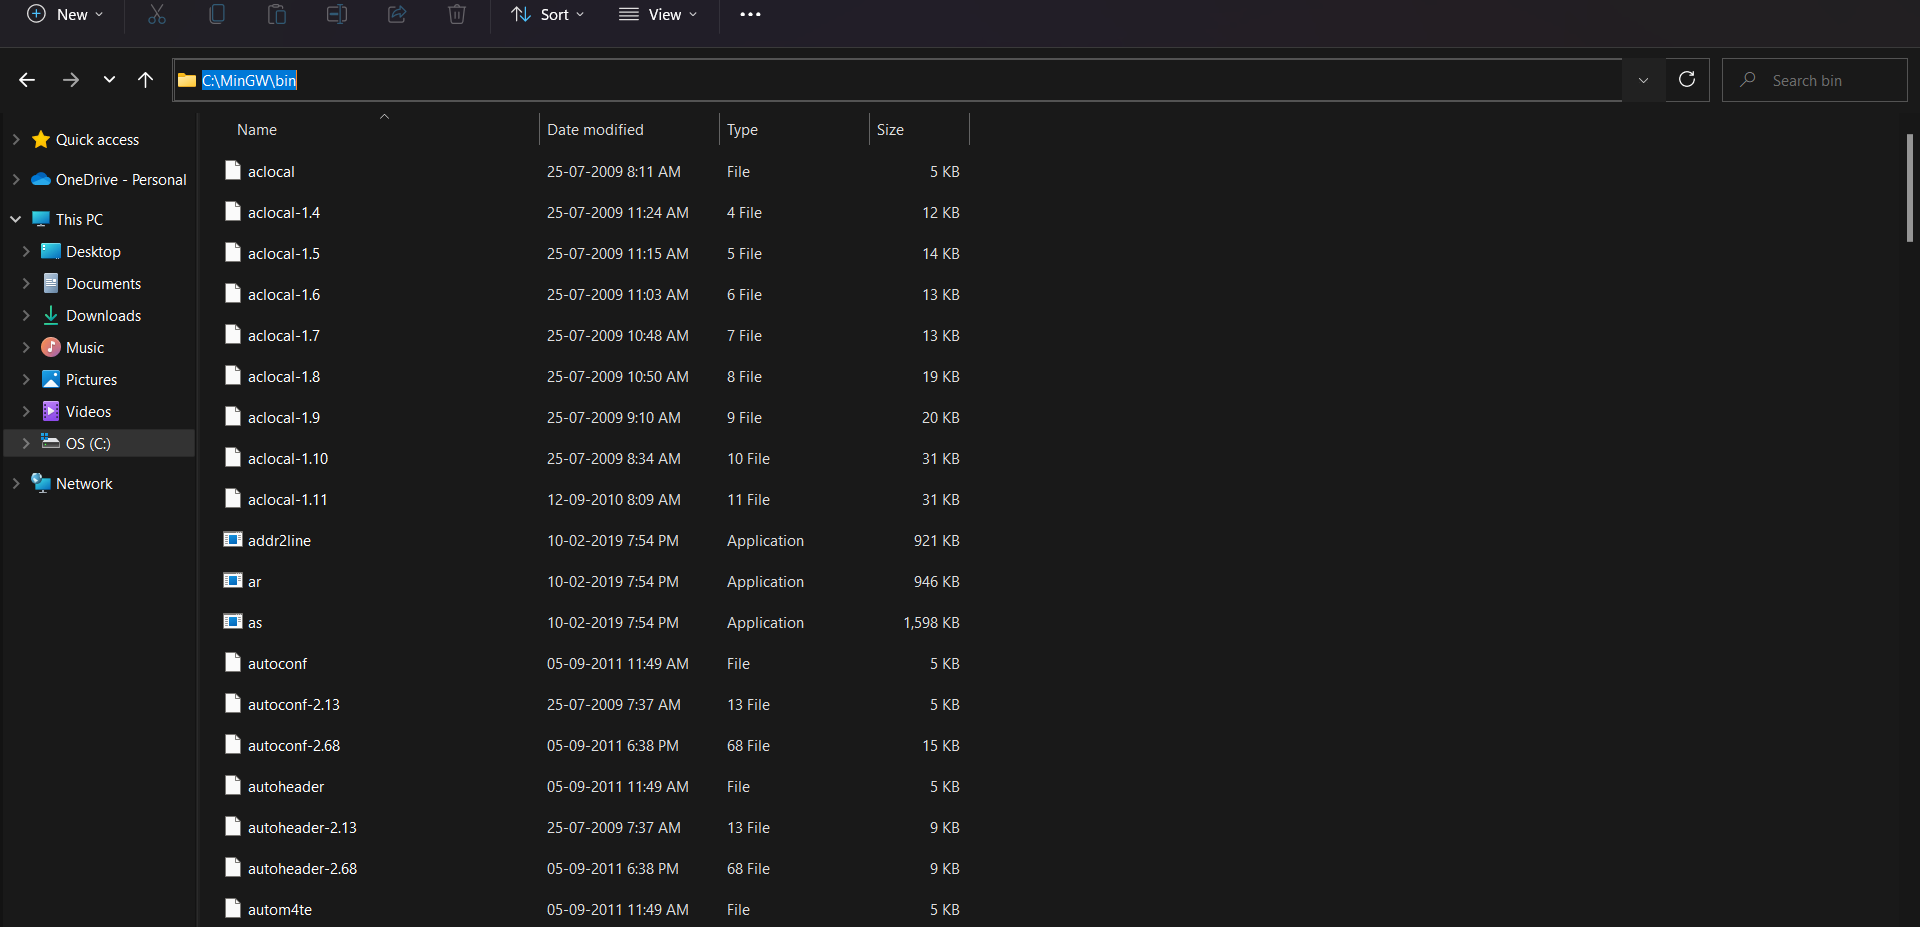 New Sort View
C:\MinGW\bin Search bin
Quick access
OneDrive - Personal
This PC
Desktop
Documents
Downloads
Music
Pictures
Videos
OS (C:)
Network
Name Date modified Type Size
aclocal 25-07-2009 8:11 AM File 5 KB
aclocal-1.4 25-07-2009 11:24 AM 4 File 12 KB
aclocal-1.5 25-07-2009 11:15 AM 5 File 14 KB
aclocal-1.6 25-07-2009 11:03 AM 6 File 13 KB
aclocal-1.7 25-07-2009 10:48 AM 7 File 13 KB
aclocal-1.8 25-07-2009 10:50 AM 8 File 19 KB
aclocal-1.9 25-07-2009 9:10 AM 9 File 20 KB
aclocal-1.10 25-07-2009 8:34 AM 10 File 31 KB
aclocal-1.11 12-09-2010 8:09 AM 11 File 31 KB
addr2line 10-02-2019 7:54 PM Application 921 KB
ar 10-02-2019 7:54 PM Application 946 KB
as 10-02-2019 7:54 PM Application 1,598 KB
autoconf 05-09-2011 11:49 AM File 5 KB
autoconf-2.13 25-07-2009 7:37 AM 13 File 5 KB
autoconf-2.68 05-09-2011 6:38 PM 68 File 15 KB
autoheader 05-09-2011 11:49 AM File 5 KB
autoheader-2.13 25-07-2009 7:37 AM 13 File 9 KB
autoheader-2.68 05-09-2011 6:38 PM 68 File 9 KB
autom4te 05-09-2011 11:49 AM File 5 KB